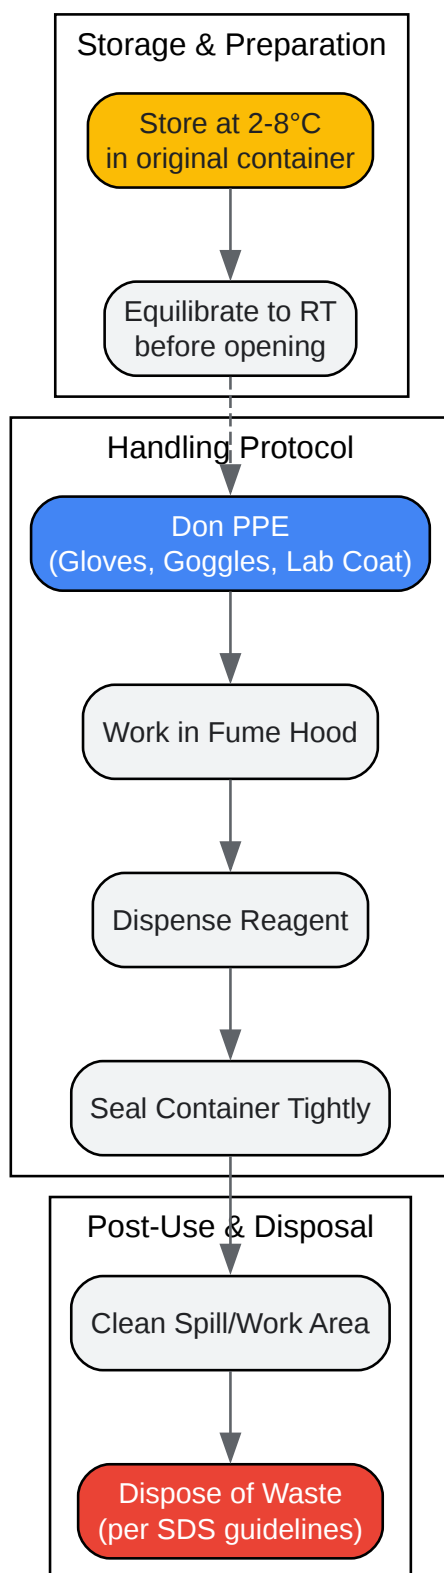 Storage & Preparation
Store at 2-8°C
in original container
Equilibrate to RT
before opening
Handling Protocol
Don PPE
(Gloves, Goggles, Lab Coat)
Work in Fume Hood
Dispense Reagent
Seal Container Tightly
Post-Use & Disposal
Clean Spill/Work Area
Dispose of Waste
(per SDS guidelines)